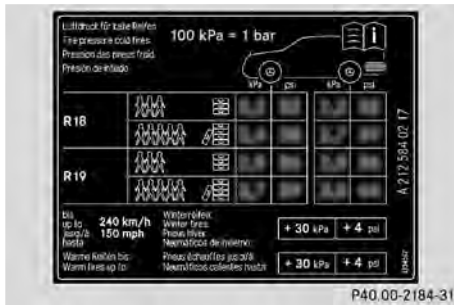 Luftdruck für kalte Reifen
Tire pressure cold tires
Pression des pneus froid
Presión de inflado
100 kPa = 1 bar
kPa psi kPa psi
R18
R19
A 212 584 02 17
bis
up to
jusqu'à
hasta
240 km/h
150 mph
Winterreifen:
Winter tires:
Pneus hiver:
Neumáticos de invierno:
+ 30 kPa + 4 psi
Warme Reifen bis:
Warm tires up to:
Pneus échauffés jusqu'à:
Neumáticos calientes hasta:
+ 30 kPa + 4 psi
P40.00-2184-31